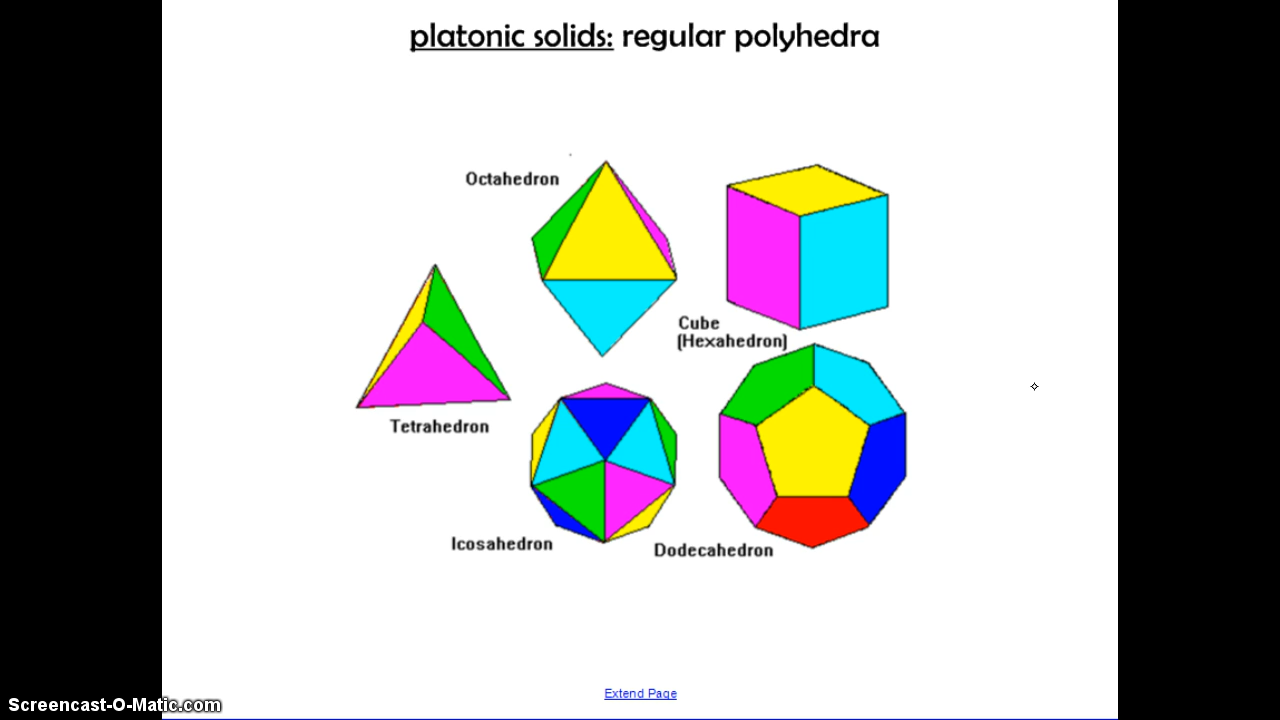 platonic solids: regular polyhedra
Octahedron
Cube
(Hexahedron)
Tetrahedron
Icosahedron
Dodecahedron
Extend Page
Screencast-O-Matic.com